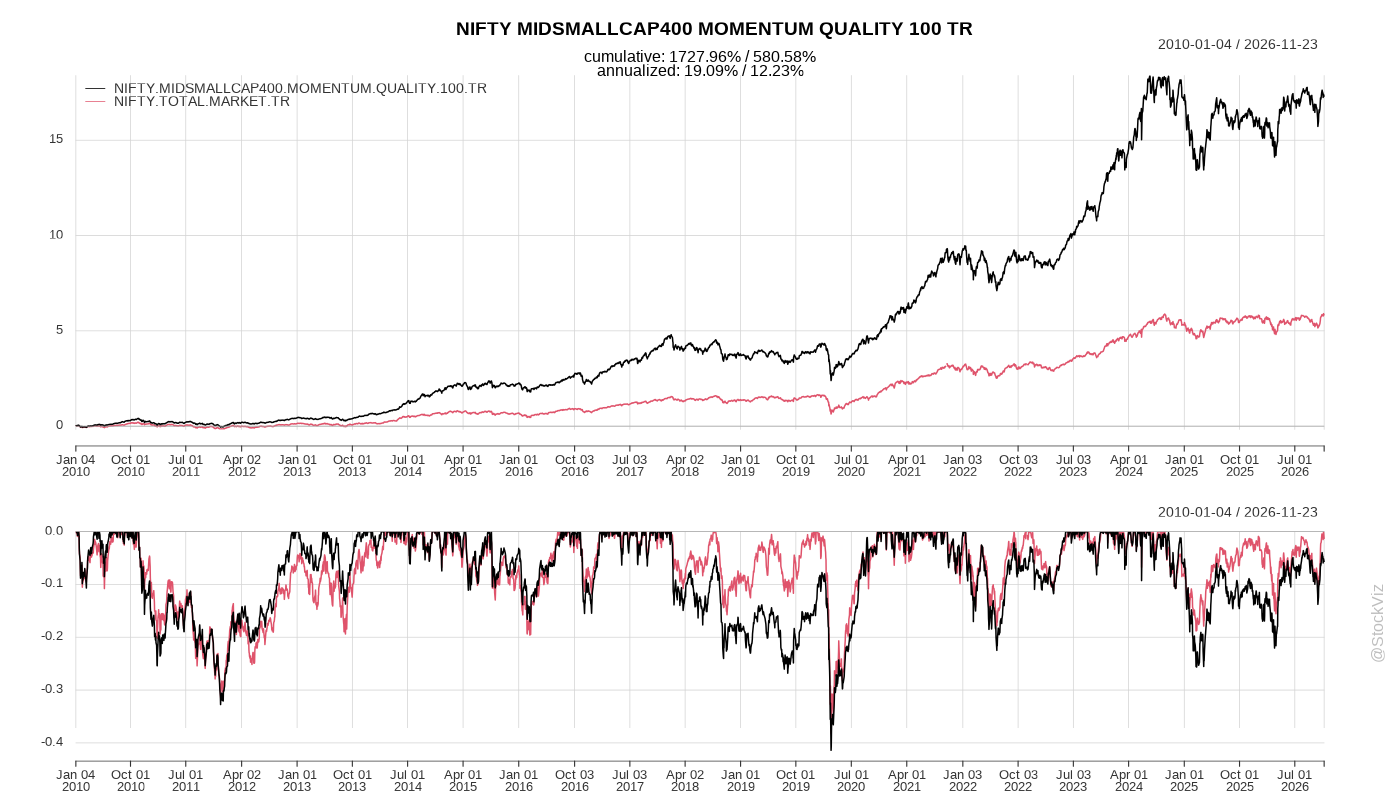 NIFTY MIDSMALLCAP400 MOMENTUM QUALITY 100 TR
2010-01-04 / 2026-11-23
cumulative: 1727.96% / 580.58%
annualized: 19.09% / 12.23%
NIFTY.MIDSMALLCAP400.MOMENTUM.QUALITY.100.TR
NIFTY.TOTAL.MARKET.TR
15
10
5
0
Jan 04 Oct 01 Jul 01 Apr 02 Jan 01 Oct 01 Jul 01 Apr 01 Jan 01 Oct 03 Jul 03 Apr 02 Jan 01 Oct 01 Jul 01 Apr 01 Jan 03 Oct 03 Jul 03 Apr 01 Jan 01 Oct 01 Jul 01
2010 2010 2011 2012 2013 2013 2014 2015 2016 2016 2017 2018 2019 2019 2020 2021 2022 2022 2023 2024 2025 2025 2026
2010-01-04 / 2026-11-23
0.0
-0.1
-0.2
-0.3
-0.4
Jan 04 Oct 01 Jul 01 Apr 02 Jan 01 Oct 01 Jul 01 Apr 01 Jan 01 Oct 03 Jul 03 Apr 02 Jan 01 Oct 01 Jul 01 Apr 01 Jan 03 Oct 03 Jul 03 Apr 01 Jan 01 Oct 01 Jul 01
2010 2010 2011 2012 2013 2013 2014 2015 2016 2016 2017 2018 2019 2019 2020 2021 2022 2022 2023 2024 2025 2025 2026
@StockViz